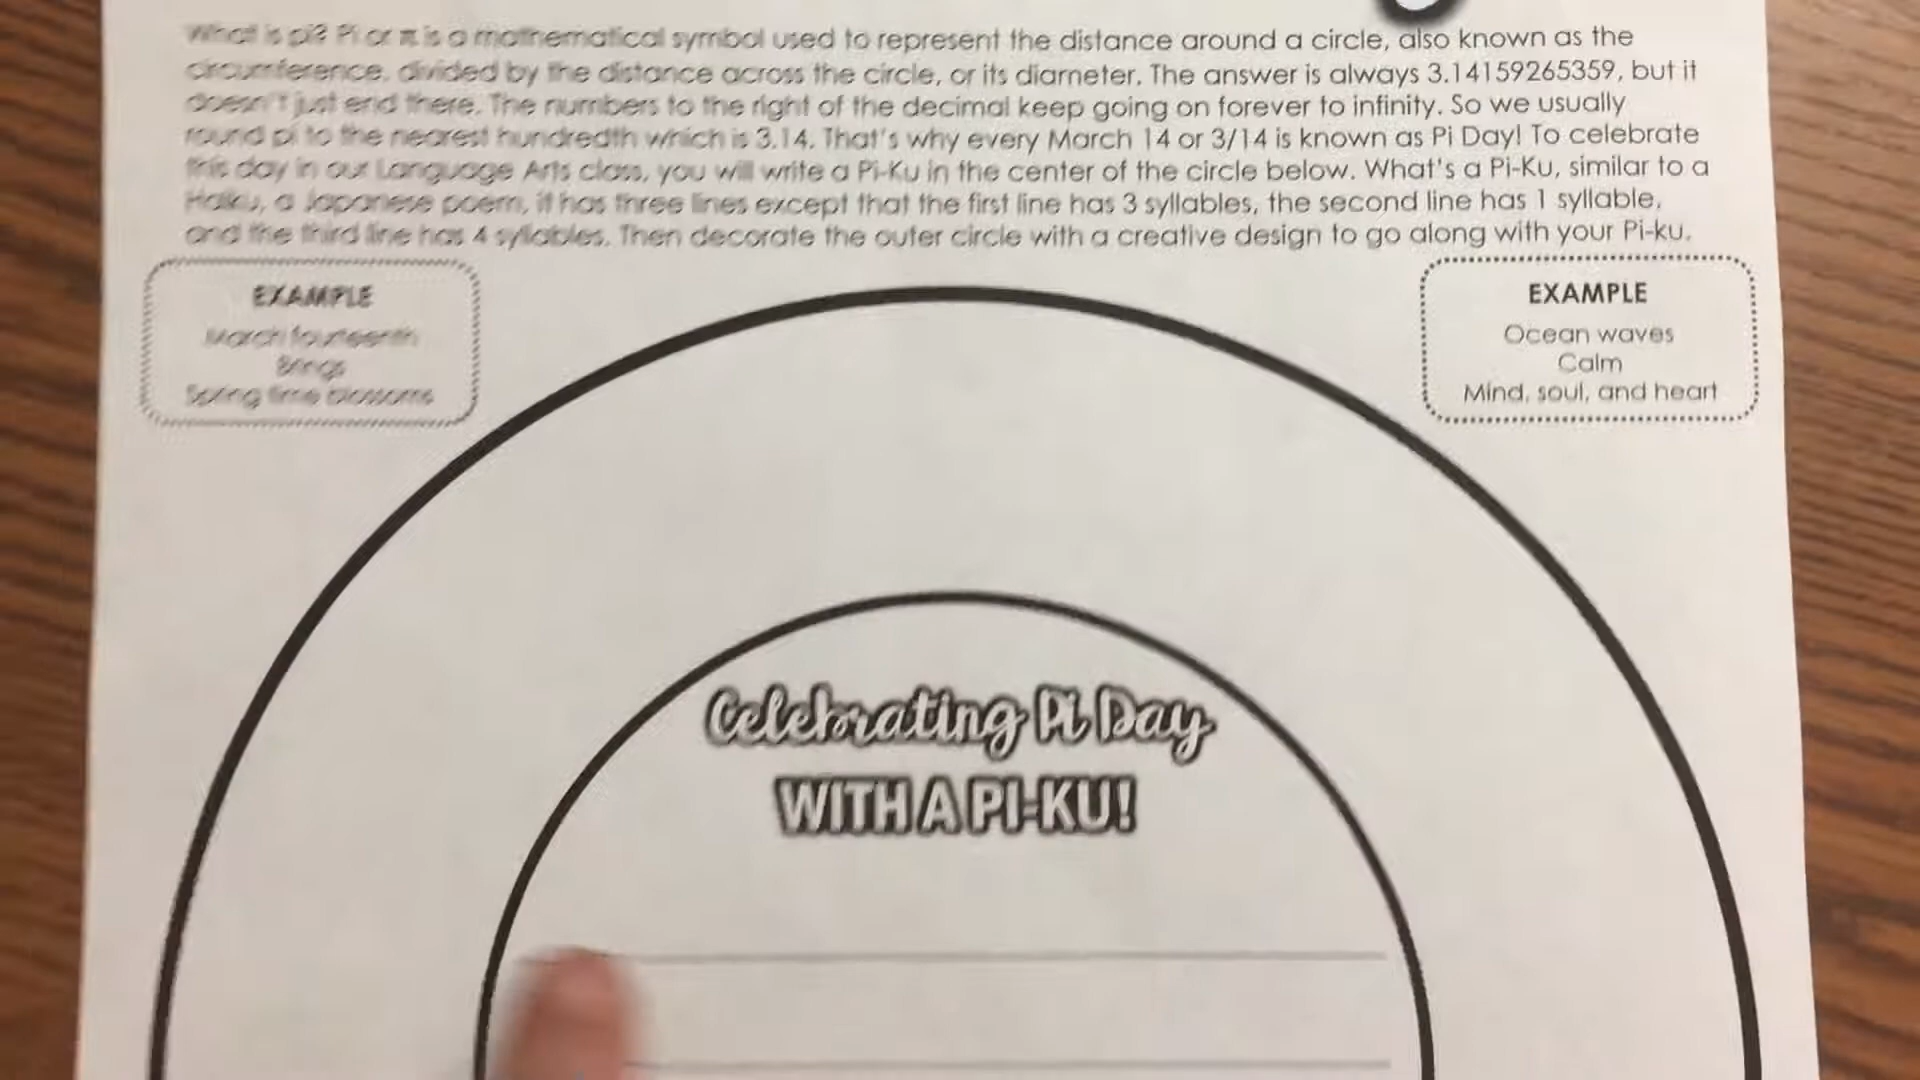 What is pi? Pi or π is a mathematical symbol used to represent the distance around a circle, also known as the
circumference, divided by the distance across the circle, or its diameter. The answer is always 3.14159265359, but it
doesn't just end there. The numbers to the right of the decimal keep going on forever to infinity. So we usually
round pi to the nearest hundredth which is 3.14. That's why every March 14 or 3/14 is known as Pi Day! To celebrate
this day in our Language Arts class, you will write a Pi-Ku in the center of the circle below. What's a Pi-Ku, similar to a
Haiku, a Japanese poem, it has three lines except that the first line has 3 syllables, the second line has 1 syllable,
and the third line has 4 syllables. Then decorate the outer circle with a creative design to go along with your Pi-ku.
EXAMPLE
March fourteenth
Brings
Spring time blossoms
EXAMPLE
Ocean waves
Calm
Mind, soul, and heart
Celebrating Pi Day
WITH A PI-KU!